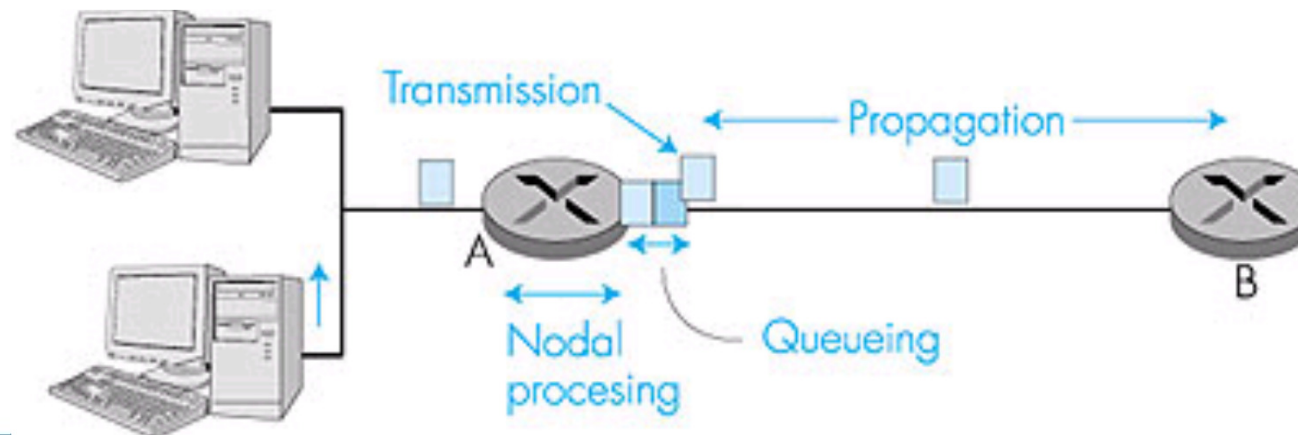 Transmission
Propagation
A
B
Nodal
procesing
Queueing